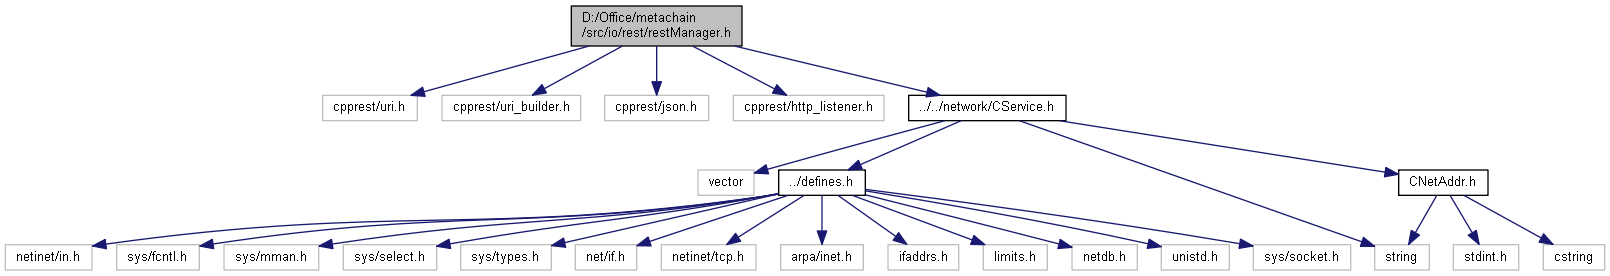 D:/Office/metachain
/src/io/rest/restManager.h
cpprest/uri.h
cpprest/uri_builder.h
cpprest/json.h
cpprest/http_listener.h
../../network/CService.h
vector
../defines.h
CNetAddr.h
netinet/in.h
sys/fcntl.h
sys/mman.h
sys/select.h
sys/types.h
net/if.h
netinet/tcp.h
arpa/inet.h
ifaddrs.h
limits.h
netdb.h
unistd.h
sys/socket.h
string
stdint.h
cstring